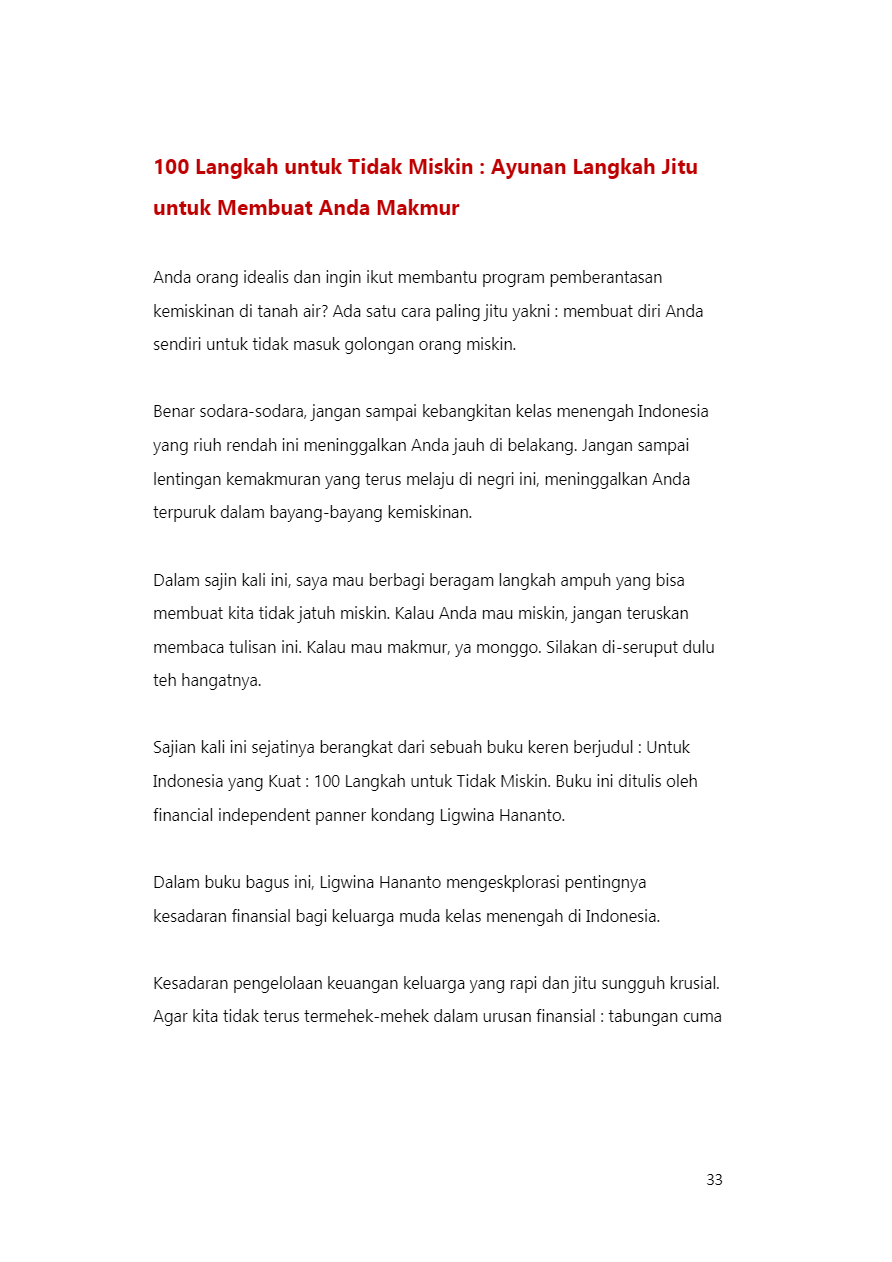 100 Langkah untuk Tidak Miskin : Ayunan Langkah Jitu
untuk Membuat Anda Makmur
Anda orang idealis dan ingin ikut membantu program pemberantasan
kemiskinan di tanah air? Ada satu cara paling jitu yakni : membuat diri Anda
sendiri untuk tidak masuk golongan orang miskin.
Benar sodara-sodara, jangan sampai kebangkitan kelas menengah Indonesia
yang riuh rendah ini meninggalkan Anda jauh di belakang. Jangan sampai
lentingan kemakmuran yang terus melaju di negri ini, meninggalkan Anda
terpuruk dalam bayang-bayang kemiskinan.
Dalam sajin kali ini, saya mau berbagi beragam langkah ampuh yang bisa
membuat kita tidak jatuh miskin. Kalau Anda mau miskin, jangan teruskan
membaca tulisan ini. Kalau mau makmur, ya monggo. Silakan di-seruput dulu
teh hangatnya.
Sajian kali ini sejatinya berangkat dari sebuah buku keren berjudul : Untuk
Indonesia yang Kuat : 100 Langkah untuk Tidak Miskin. Buku ini ditulis oleh
financial independent panner kondang Ligwina Hananto.
Dalam buku bagus ini, Ligwina Hananto mengeskplorasi pentingnya
kesadaran finansial bagi keluarga muda kelas menengah di Indonesia.
Kesadaran pengelolaan keuangan keluarga yang rapi dan jitu sungguh krusial.
Agar kita tidak terus termehek-mehek dalam urusan finansial : tabungan cuma
33